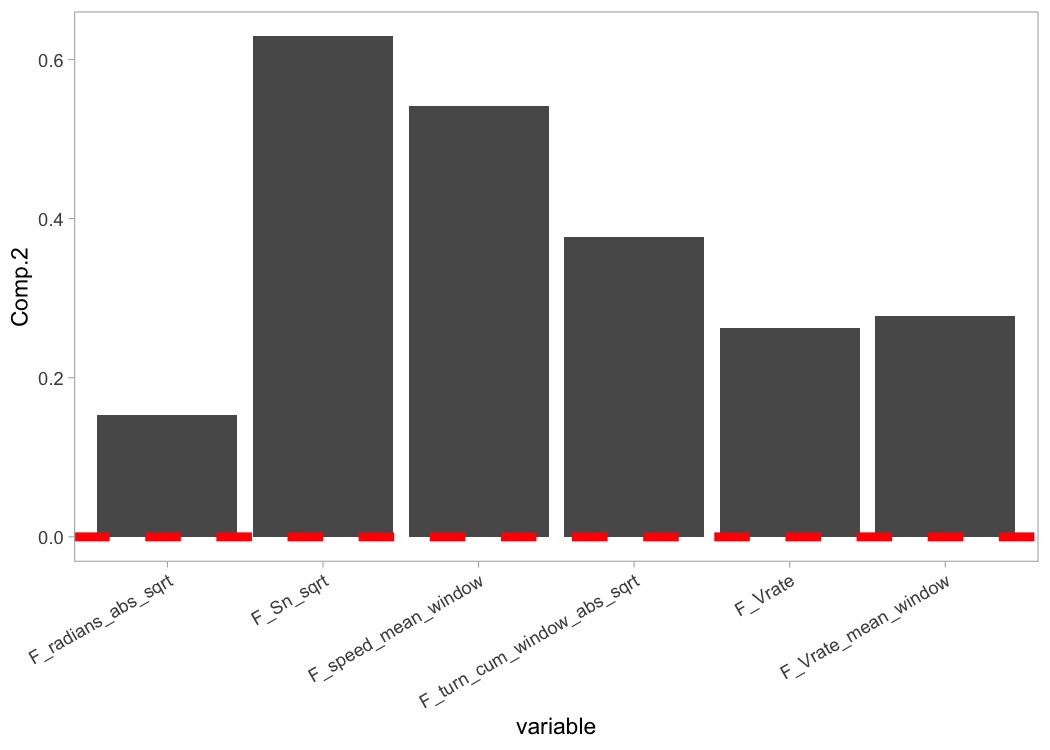 Comp.2
0.6
0.4
0.2
0.0
F_radians_abs_sqrt
F_Sn_sqrt
F_speed_mean_window
F_turn_cum_window_abs_sqrt
F_Vrate
F_Vrate_mean_window
variable